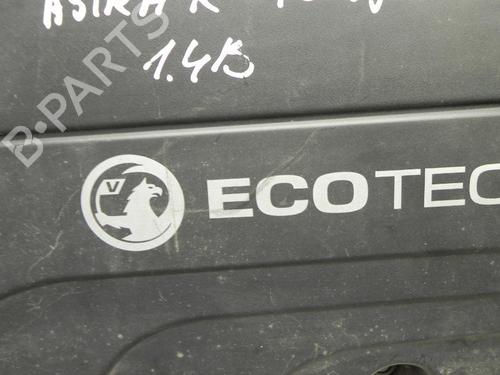 ASTRA K
1.4B
B-PARTS
V
ECOTEC